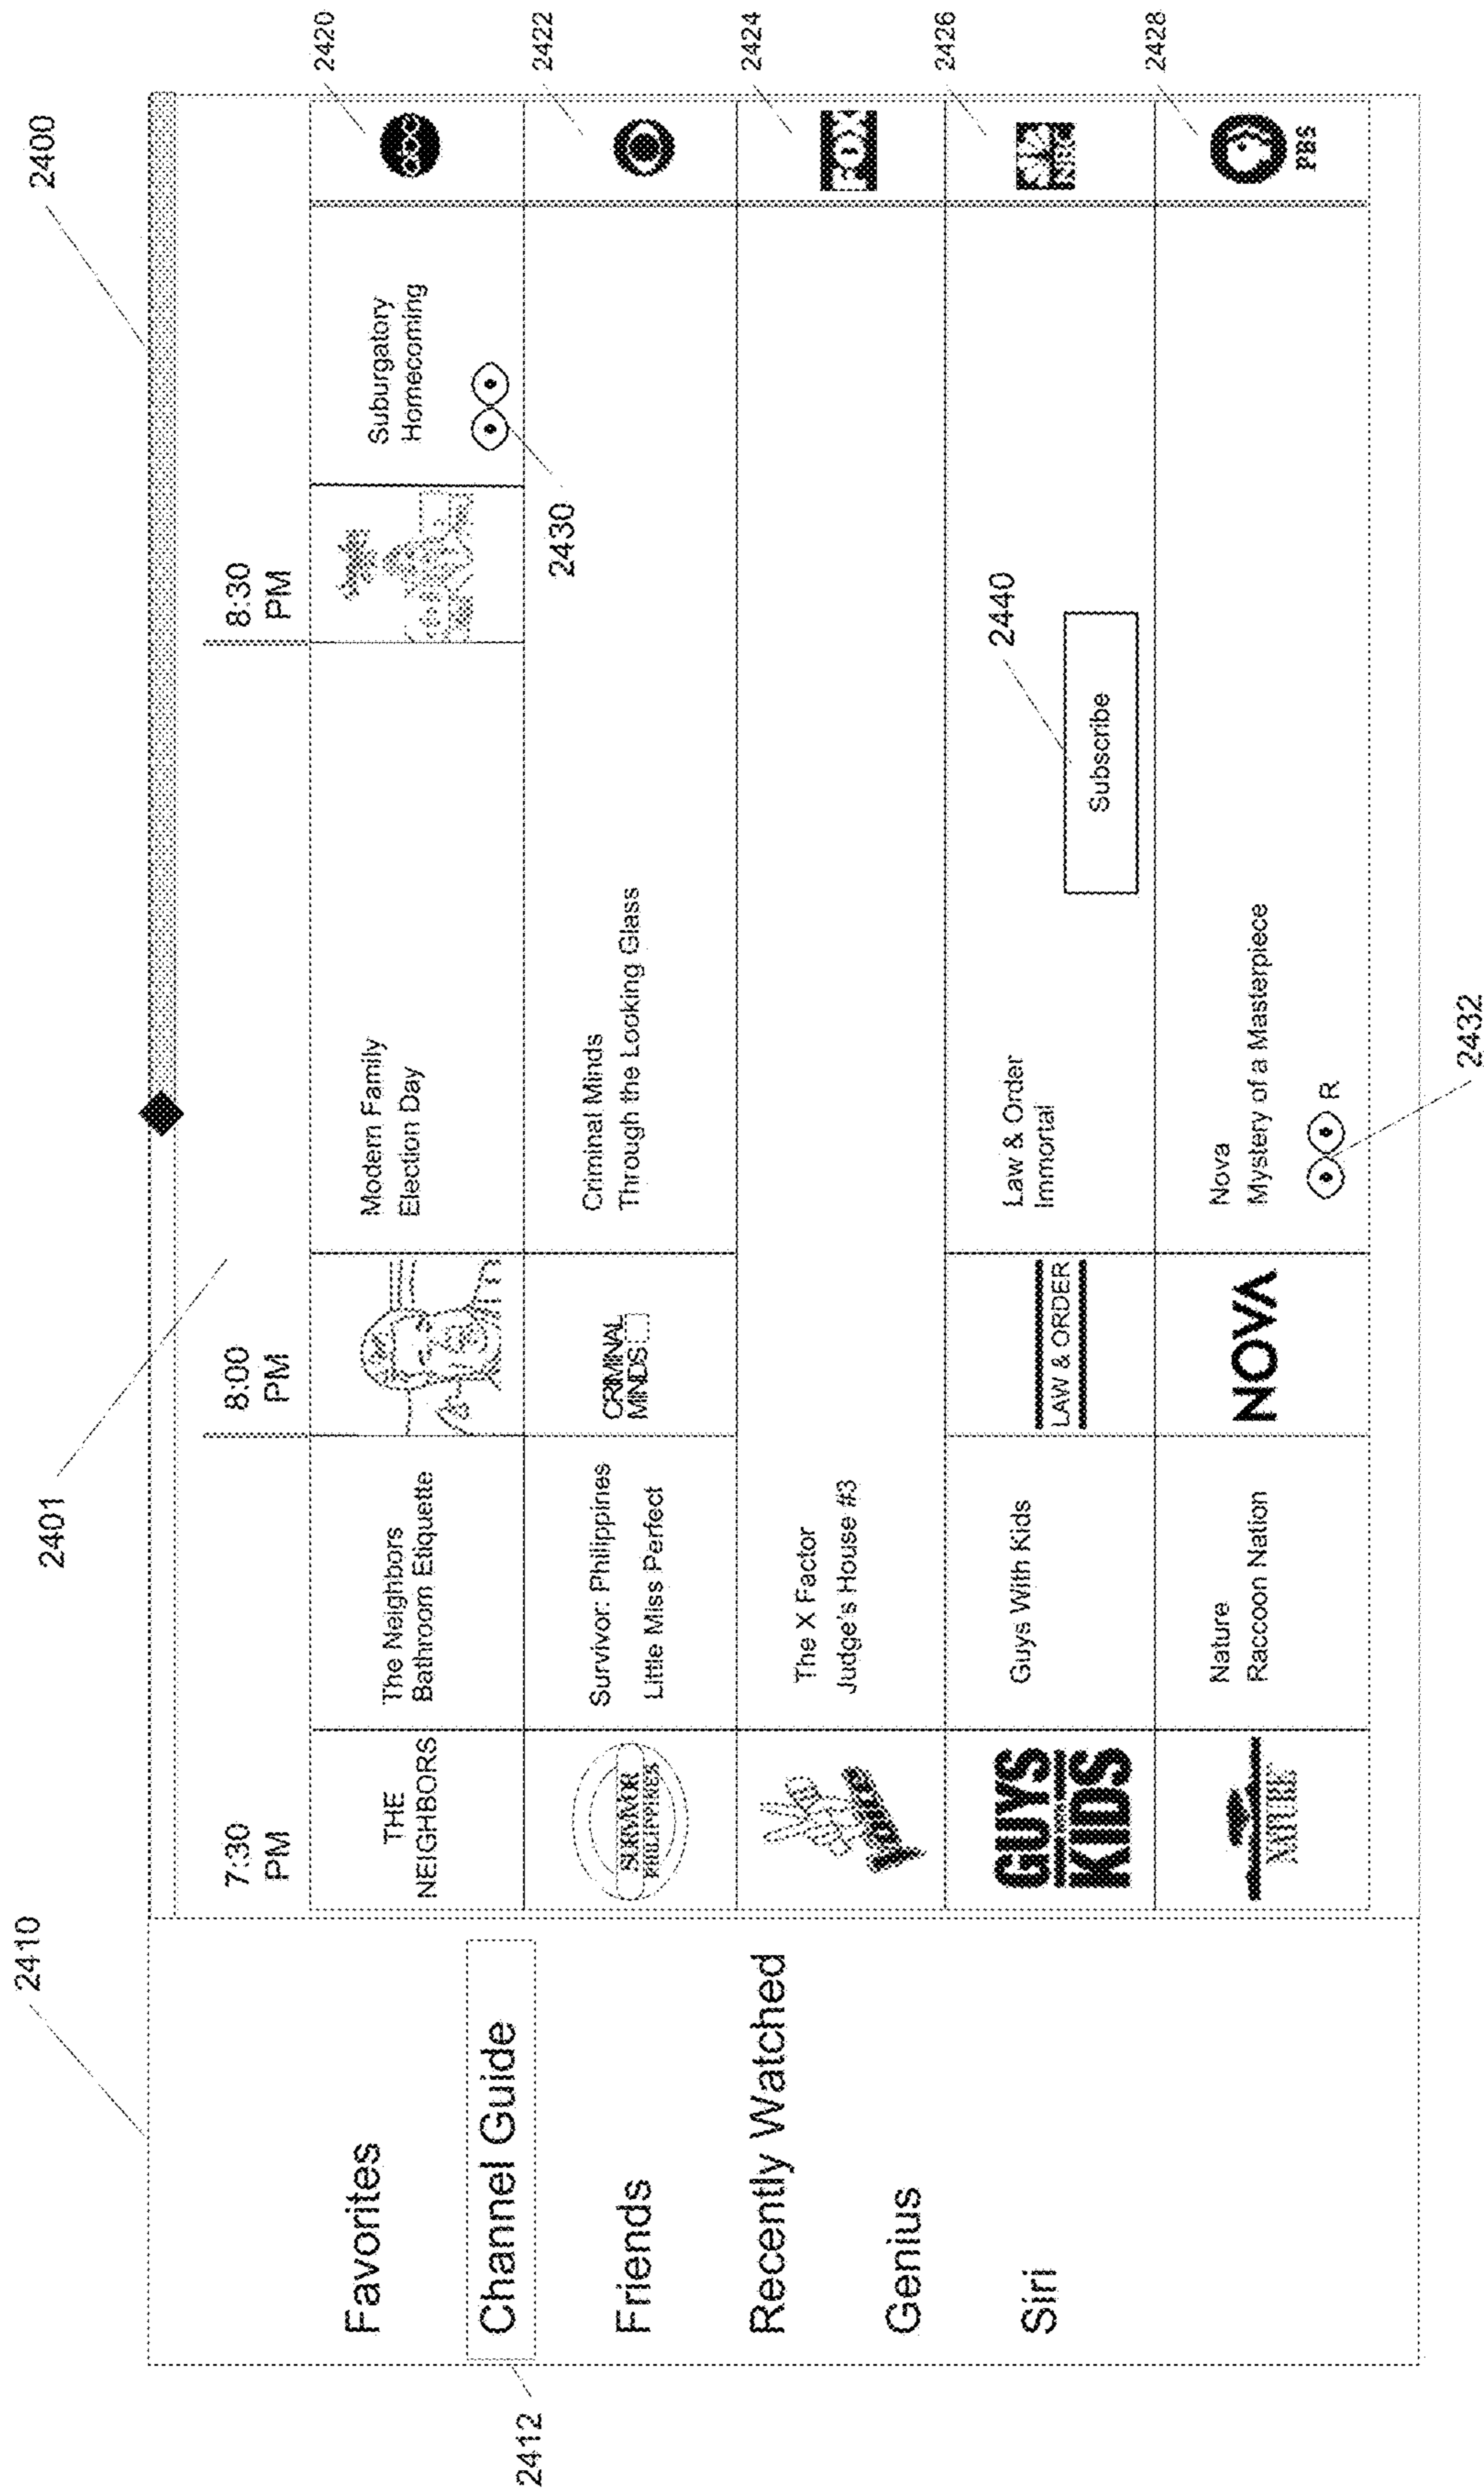 2400
2401
2410
7:30
PM
8:00
PM
8:30
PM
Favorites
Channel Guide
Friends
Recently Watched
Genius
Siri
2412
THE
NEIGHBORS
The Neighbors
Bathroom Etiquette
Modern Family
Election Day
Suburgatory
Homecoming
2430
2420
SURVIVOR
PHILIPPINES
Survivor: Philippines
Little Miss Perfect
CRIMINAL
MINDS
Criminal Minds
Through the Looking Glass
2422
The X Factor
Judge's House #3
FOX
2424
GUYS
KIDS
Guys With Kids
LAW & ORDER
Law & Order
Immortal
Subscribe
2440
2426
NATURE
Nature
Raccoon Nation
NOVA
Nova
Mystery of a Masterpiece
R
2432
PBS
2428